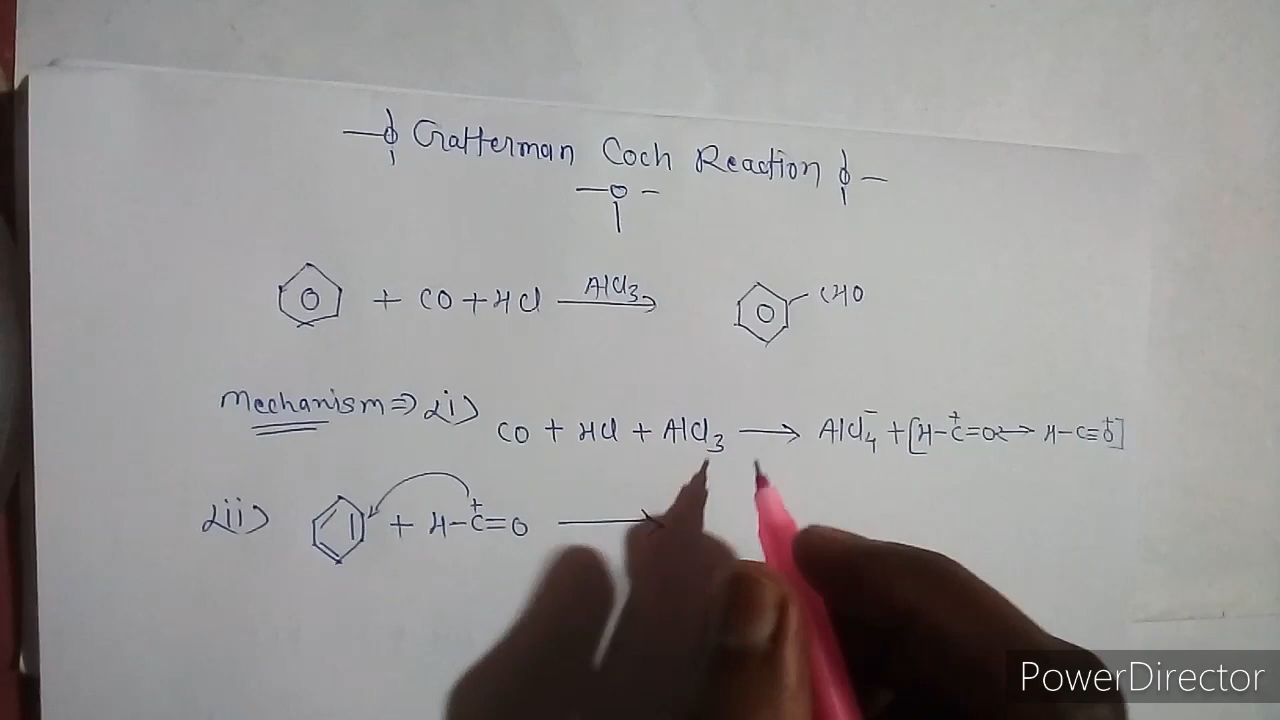 Gatterman Coch Reaction
+ CO + HCl AlCl3 CHO
Mechanism ⇒ (i)
CO + HCl + AlCl3 → AlCl4⁻ + [H-C⁺=O ↔ H-C≡O⁺]
(ii) + H-C⁺=O →
PowerDirector